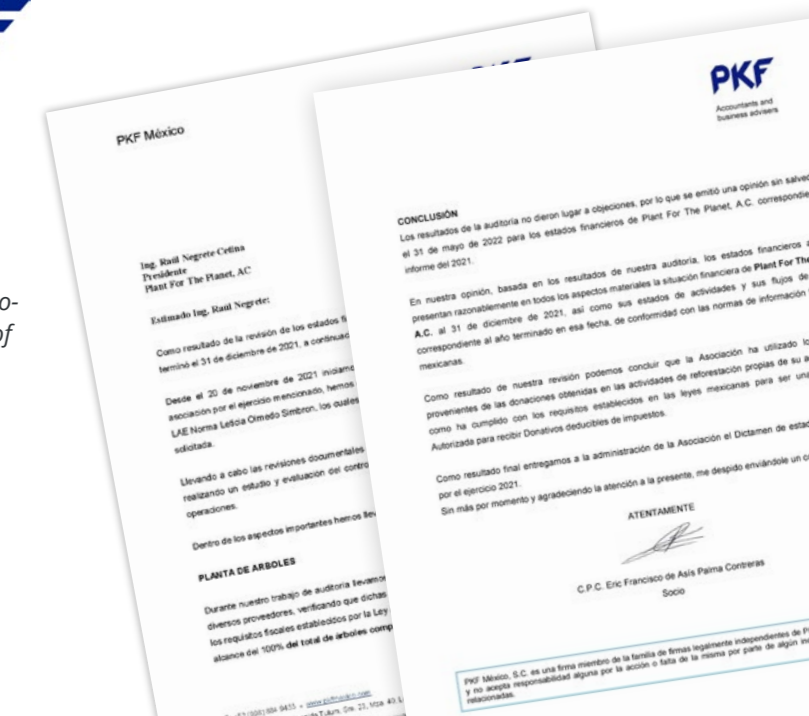 o-
of
PKF México
Ing. Raúl Negrete Cetina
Presidente
Plant For The Planet, AC
Estimado Ing. Raúl Negrete:
Como resultado de la revisión de los estados
terminó el 31 de diciembre de 2021, a
Desde el 20 de noviembre de 2021
asociación por el ejercicio mencionado, hemos
LAE Norma Leticia Olmedo Simbron, los cuales
solicitada.
Llevando a cabo las revisiones documentales
realizando un estudio y evaluación del
operaciones.
Dentro de los aspectos importantes hemos
PLANTA DE ARBOLES
Durante nuestro trabajo de auditoría
diversos proveedores, verificando que dichas
los requisitos fiscales establecidos por la Ley
alcance del 100% del total de árboles
PKF
Accountants and
business advisers
CONCLUSIÓN
Los resultados de la auditoría no dieron lugar a objeciones, por lo que se emitió una opinión sin
el 31 de mayo de 2022 para los estados financieros de Plant For The Planet, A.C.
informe del 2021.
En nuestra opinión, basada en los resultados de nuestra auditoría, los estados financieros
presentan razonablemente en todos los aspectos materiales la situación financiera de Plant For The
A.C. al 31 de diciembre de 2021, así como sus estados de actividades y sus flujos de
correspondiente al año terminado en esa fecha, de conformidad con las normas de información
mexicanas.
Como resultado de nuestra revisión podemos concluir que la Asociación ha utilizado
provenientes de las donaciones obtenidas en las actividades de reforestación propias de su
como ha cumplido con los requisitos establecidos en las leyes mexicanas para ser una
Autorizada para recibir Donativos deducibles de impuestos.
Como resultado final entregamos a la administración de la Asociación el Dictamen de
por el ejercicio 2021.
Sin más por momento y agradeciendo la atención a la presente, me despido enviándole un
ATENTAMENTE
C.P.C. Eric Francisco de Asís Palma Contreras
Socio
PKF México, S.C. es una firma miembro de la familia de firmas legalmente independientes de
y no acepta responsabilidad alguna por la acción o falta de la misma por parte de algún
relacionadas.